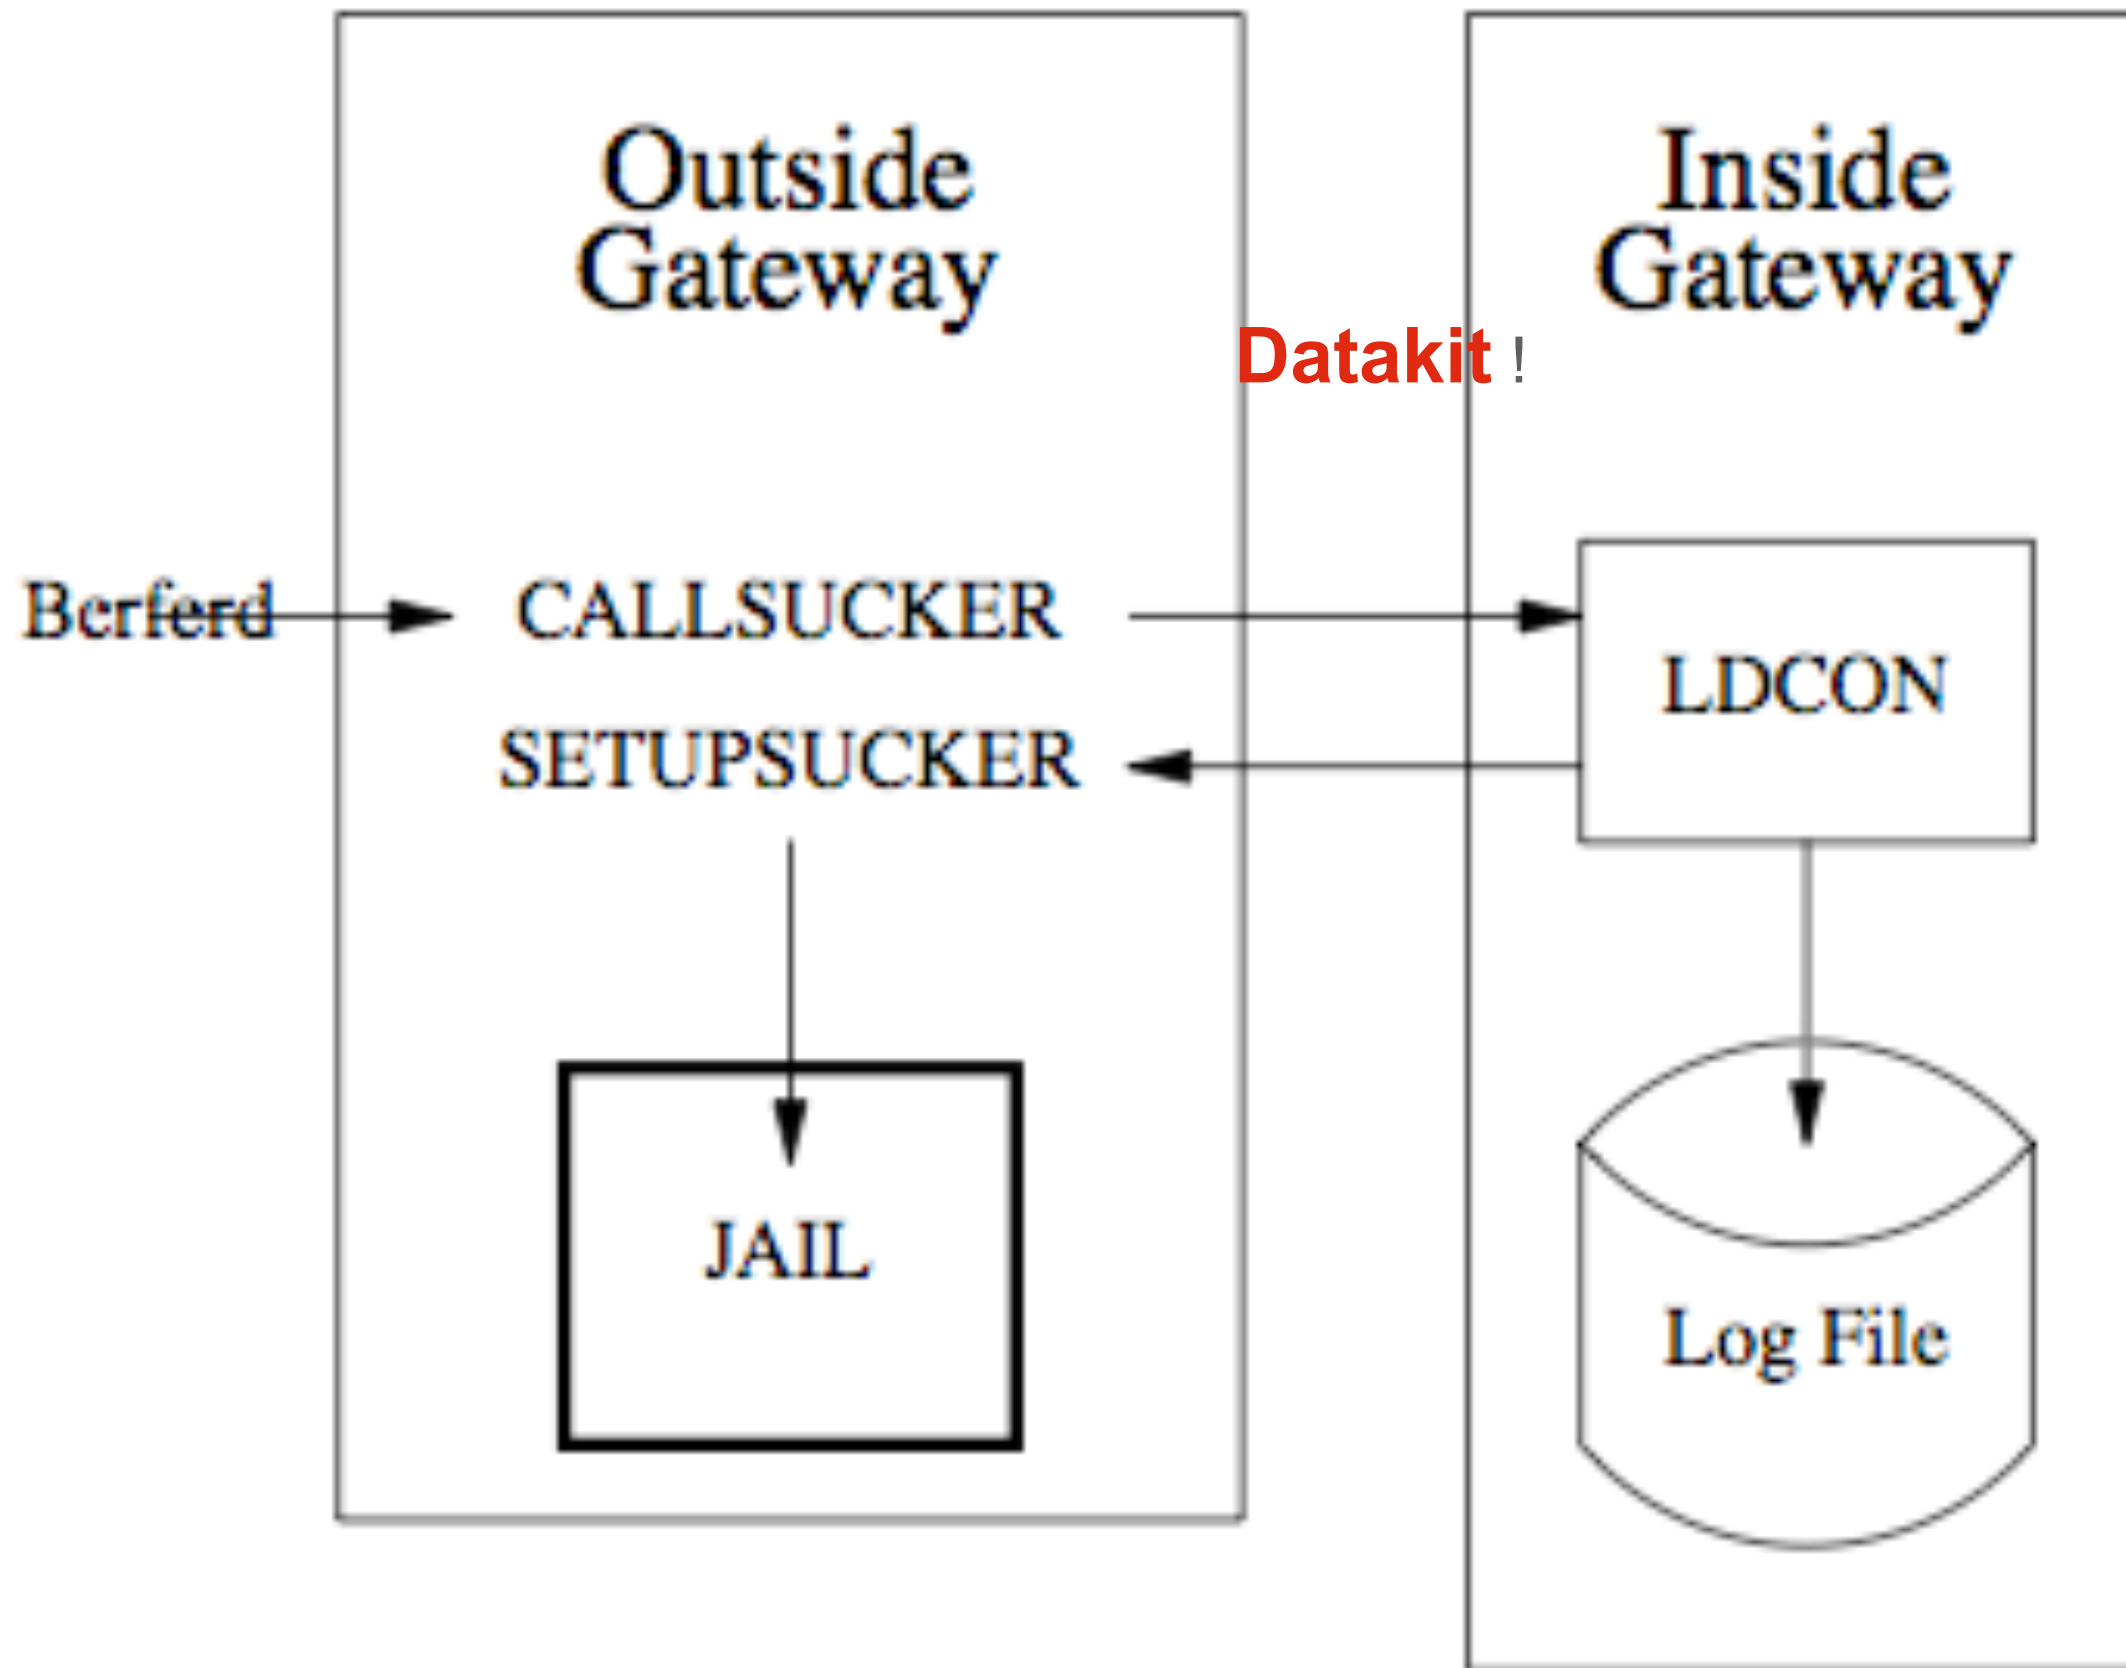 Outside
Gateway
Inside
Gateway
Datakit !
Berferd
CALLSUCKER
LDCON
SETUPSUCKER
JAIL
Log File